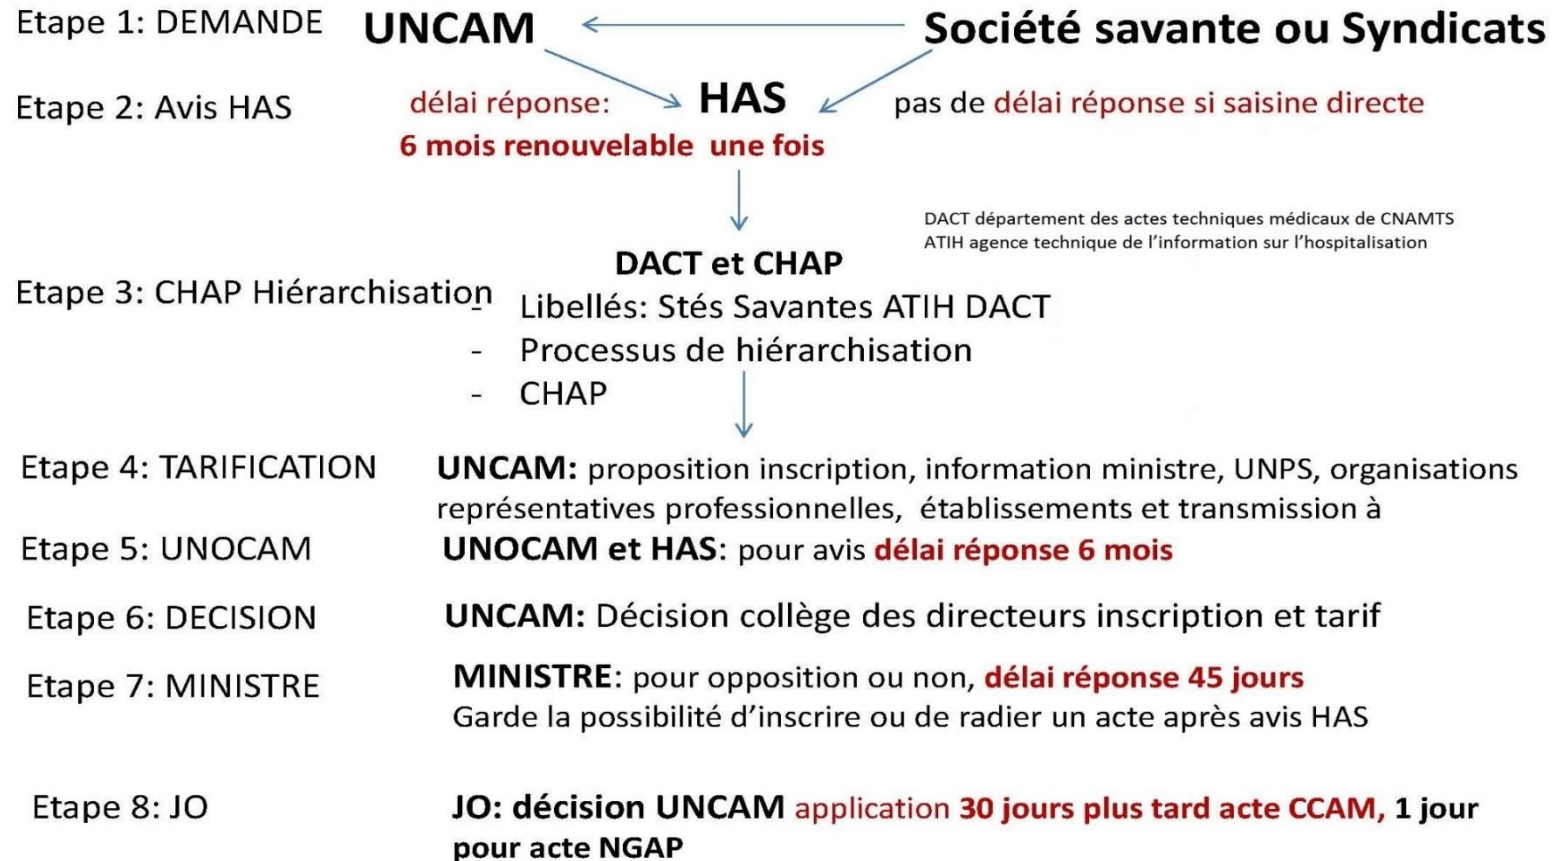 Etape 1: DEMANDE UNCAM Société savante ou Syndicats
Etape 2: Avis HAS délai réponse: HAS pas de délai réponse si saisine directe
6 mois renouvelable une fois
DACT département des actes techniques médicaux de CNAMTS
ATIH agence technique de l'information sur l'hospitalisation
DACT et CHAP
Etape 3: CHAP Hiérarchisation
- Libellés: Stés Savantes ATIH DACT
- Processus de hiérarchisation
- CHAP
Etape 4: TARIFICATION UNCAM: proposition inscription, information ministre, UNPS, organisations
représentatives professionnelles, établissements et transmission à
Etape 5: UNOCAM UNOCAM et HAS: pour avis délai réponse 6 mois
Etape 6: DECISION UNCAM: Décision collège des directeurs inscription et tarif
Etape 7: MINISTRE MINISTRE: pour opposition ou non, délai réponse 45 jours
Garde la possibilité d'inscrire ou de radier un acte après avis HAS
Etape 8: JO JO: décision UNCAM application 30 jours plus tard acte CCAM, 1 jour
pour acte NGAP